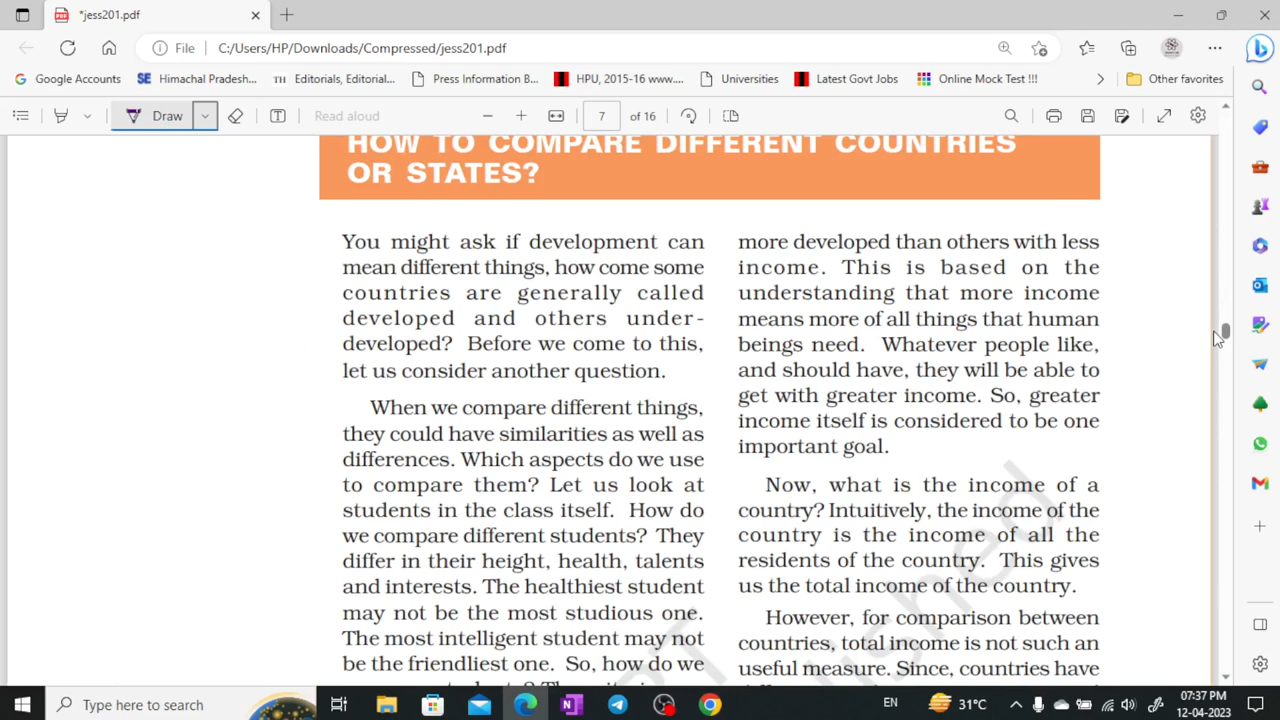 *jess201.pdf
File C:/Users/HP/Downloads/Compressed/jess201.pdf
Google Accounts SE Himachal Pradesh... TH Editorials, Editorial... Press Information B... HPU, 2015-16 www.... Universities Latest Govt Jobs Online Mock Test !!! Other favorites
Draw Read aloud 7 of 16
HOW TO COMPARE DIFFERENT COUNTRIES
OR STATES?
You might ask if development can
mean different things, how come some
countries are generally called
developed and others under-
developed? Before we come to this,
let us consider another question.
When we compare different things,
they could have similarities as well as
differences. Which aspects do we use
to compare them? Let us look at
students in the class itself. How do
we compare different students? They
differ in their height, health, talents
and interests. The healthiest student
may not be the most studious one.
The most intelligent student may not
be the friendliest one. So, how do we
more developed than others with less
income. This is based on the
understanding that more income
means more of all things that human
beings need. Whatever people like,
and should have, they will be able to
get with greater income. So, greater
income itself is considered to be one
important goal.
Now, what is the income of a
country? Intuitively, the income of the
country is the income of all the
residents of the country. This gives
us the total income of the country.
However, for comparison between
countries, total income is not such an
useful measure. Since, countries have
Type here to search
EN 31°C 07:37 PM
12-04-2023